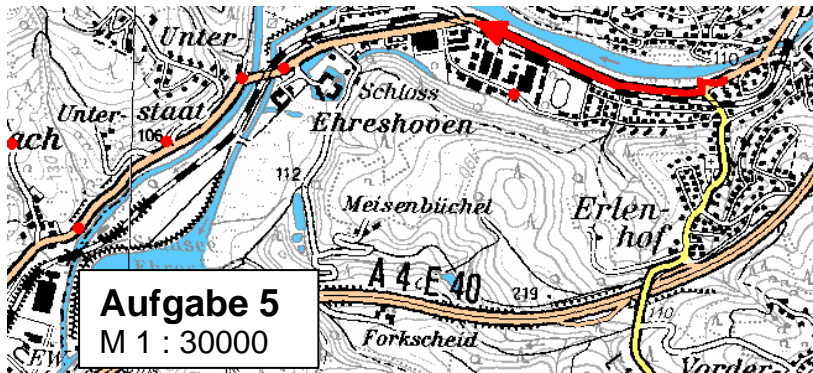 Unter
110
Schloss
Unter-
staat
106
Ehreshoven
ach
112
Meisenbüchel
Erlen-
hof
A 4 E 40
219
110
Aufgabe 5
M 1 : 30000
Forkscheid
Vorder